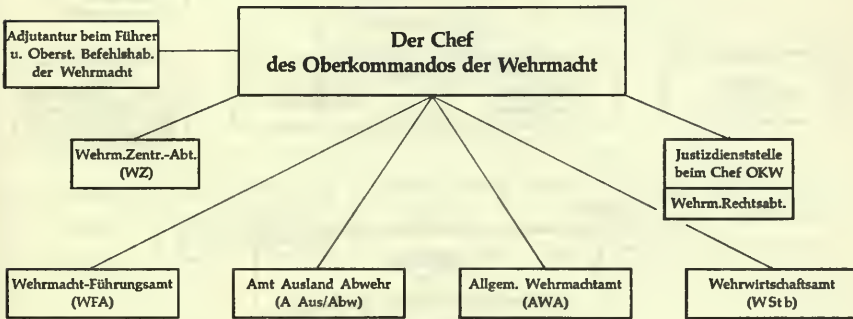 Adjutantur beim Führer
u. Oberst. Befehlshab.
der Wehrmacht
Der Chef
des Oberkommandos der Wehrmacht
Wehrm.Zentr.-Abt.
(WZ)
Justizdienststelle
beim Chef OKW
Wehrm.Rechtsabt.
Wehrmacht-Führungsamt
(WFA)
Amt Ausland Abwehr
(A Aus/Abw)
Allgem. Wehrmachtamt
(AWA)
Wehrwirtschaftsamt
(WStb)